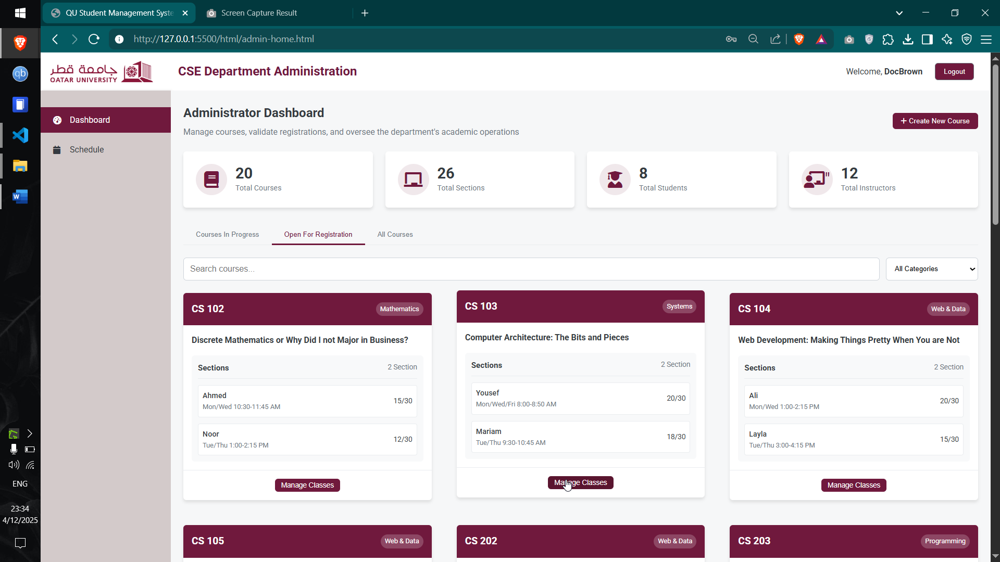 QU Student Management Syste
Screen Capture Result
http://127.0.0.1:5500/html/admin-home.html
جامعة قطر
QATAR UNIVERSITY
CSE Department Administration
Welcome, DocBrown
Logout
Dashboard
Schedule
Administrator Dashboard
Manage courses, validate registrations, and oversee the department's academic operations
+ Create New Course
20
Total Courses
26
Total Sections
8
Total Students
12
Total Instructors
Courses In Progress
Open For Registration
All Courses
Search courses...
All Categories
CS 102
Mathematics
Discrete Mathematics or Why Did I not Major in Business?
Sections
2 Section
Ahmed
Mon/Wed 10:30-11:45 AM
15/30
Noor
Tue/Thu 1:00-2:15 PM
12/30
Manage Classes
CS 103
Systems
Computer Architecture: The Bits and Pieces
Sections
2 Section
Yousef
Mon/Wed/Fri 8:00-8:50 AM
20/30
Mariam
Tue/Thu 9:30-10:45 AM
18/30
Manage Classes
CS 104
Web & Data
Web Development: Making Things Pretty When You are Not
Sections
2 Section
Ali
Mon/Wed 1:00-2:15 PM
20/30
Layla
Tue/Thu 3:00-4:15 PM
15/30
Manage Classes
CS 105
Web & Data
CS 202
Web & Data
CS 203
Programming
qb
W
ENG
23:34
4/12/2025